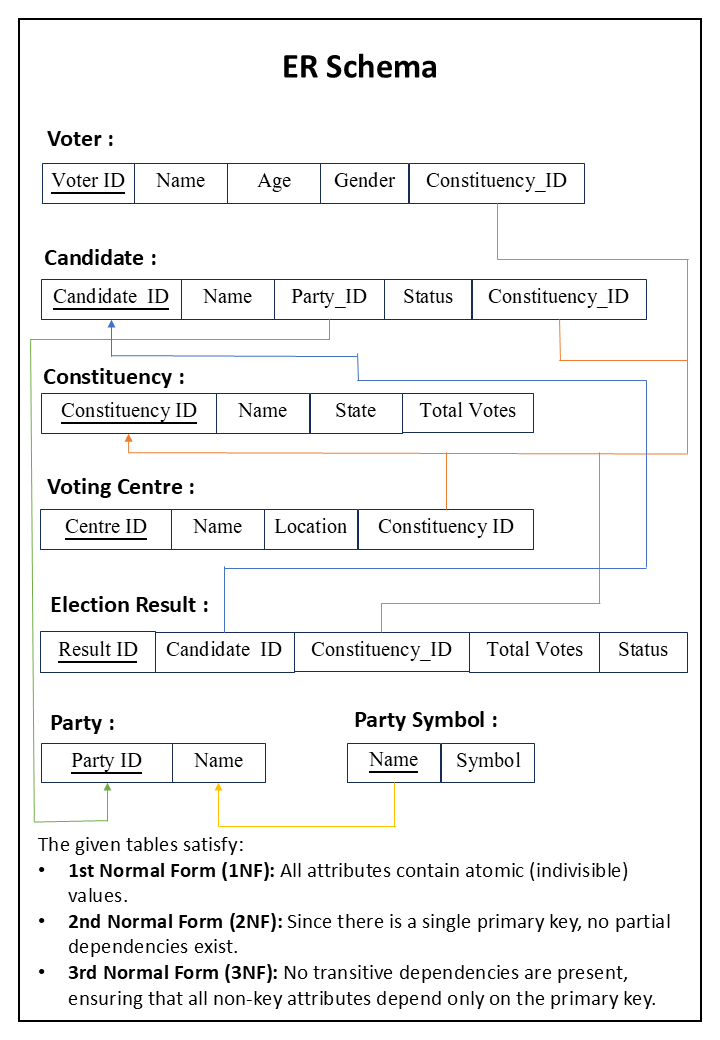 ER Schema
Voter :
Voter ID Name Age Gender Constituency_ID
Candidate :
Candidate_ID Name Party_ID Status Constituency_ID
Constituency :
Constituency ID Name State Total Votes
Voting Centre :
Centre ID Name Location Constituency ID
Election Result :
Result ID Candidate_ID Constituency_ID Total Votes Status
Party : Party Symbol :
Party ID Name Name Symbol
The given tables satisfy:
• 1st Normal Form (1NF): All attributes contain atomic (indivisible)
values.
• 2nd Normal Form (2NF): Since there is a single primary key, no partial
dependencies exist.
• 3rd Normal Form (3NF): No transitive dependencies are present,
ensuring that all non-key attributes depend only on the primary key.